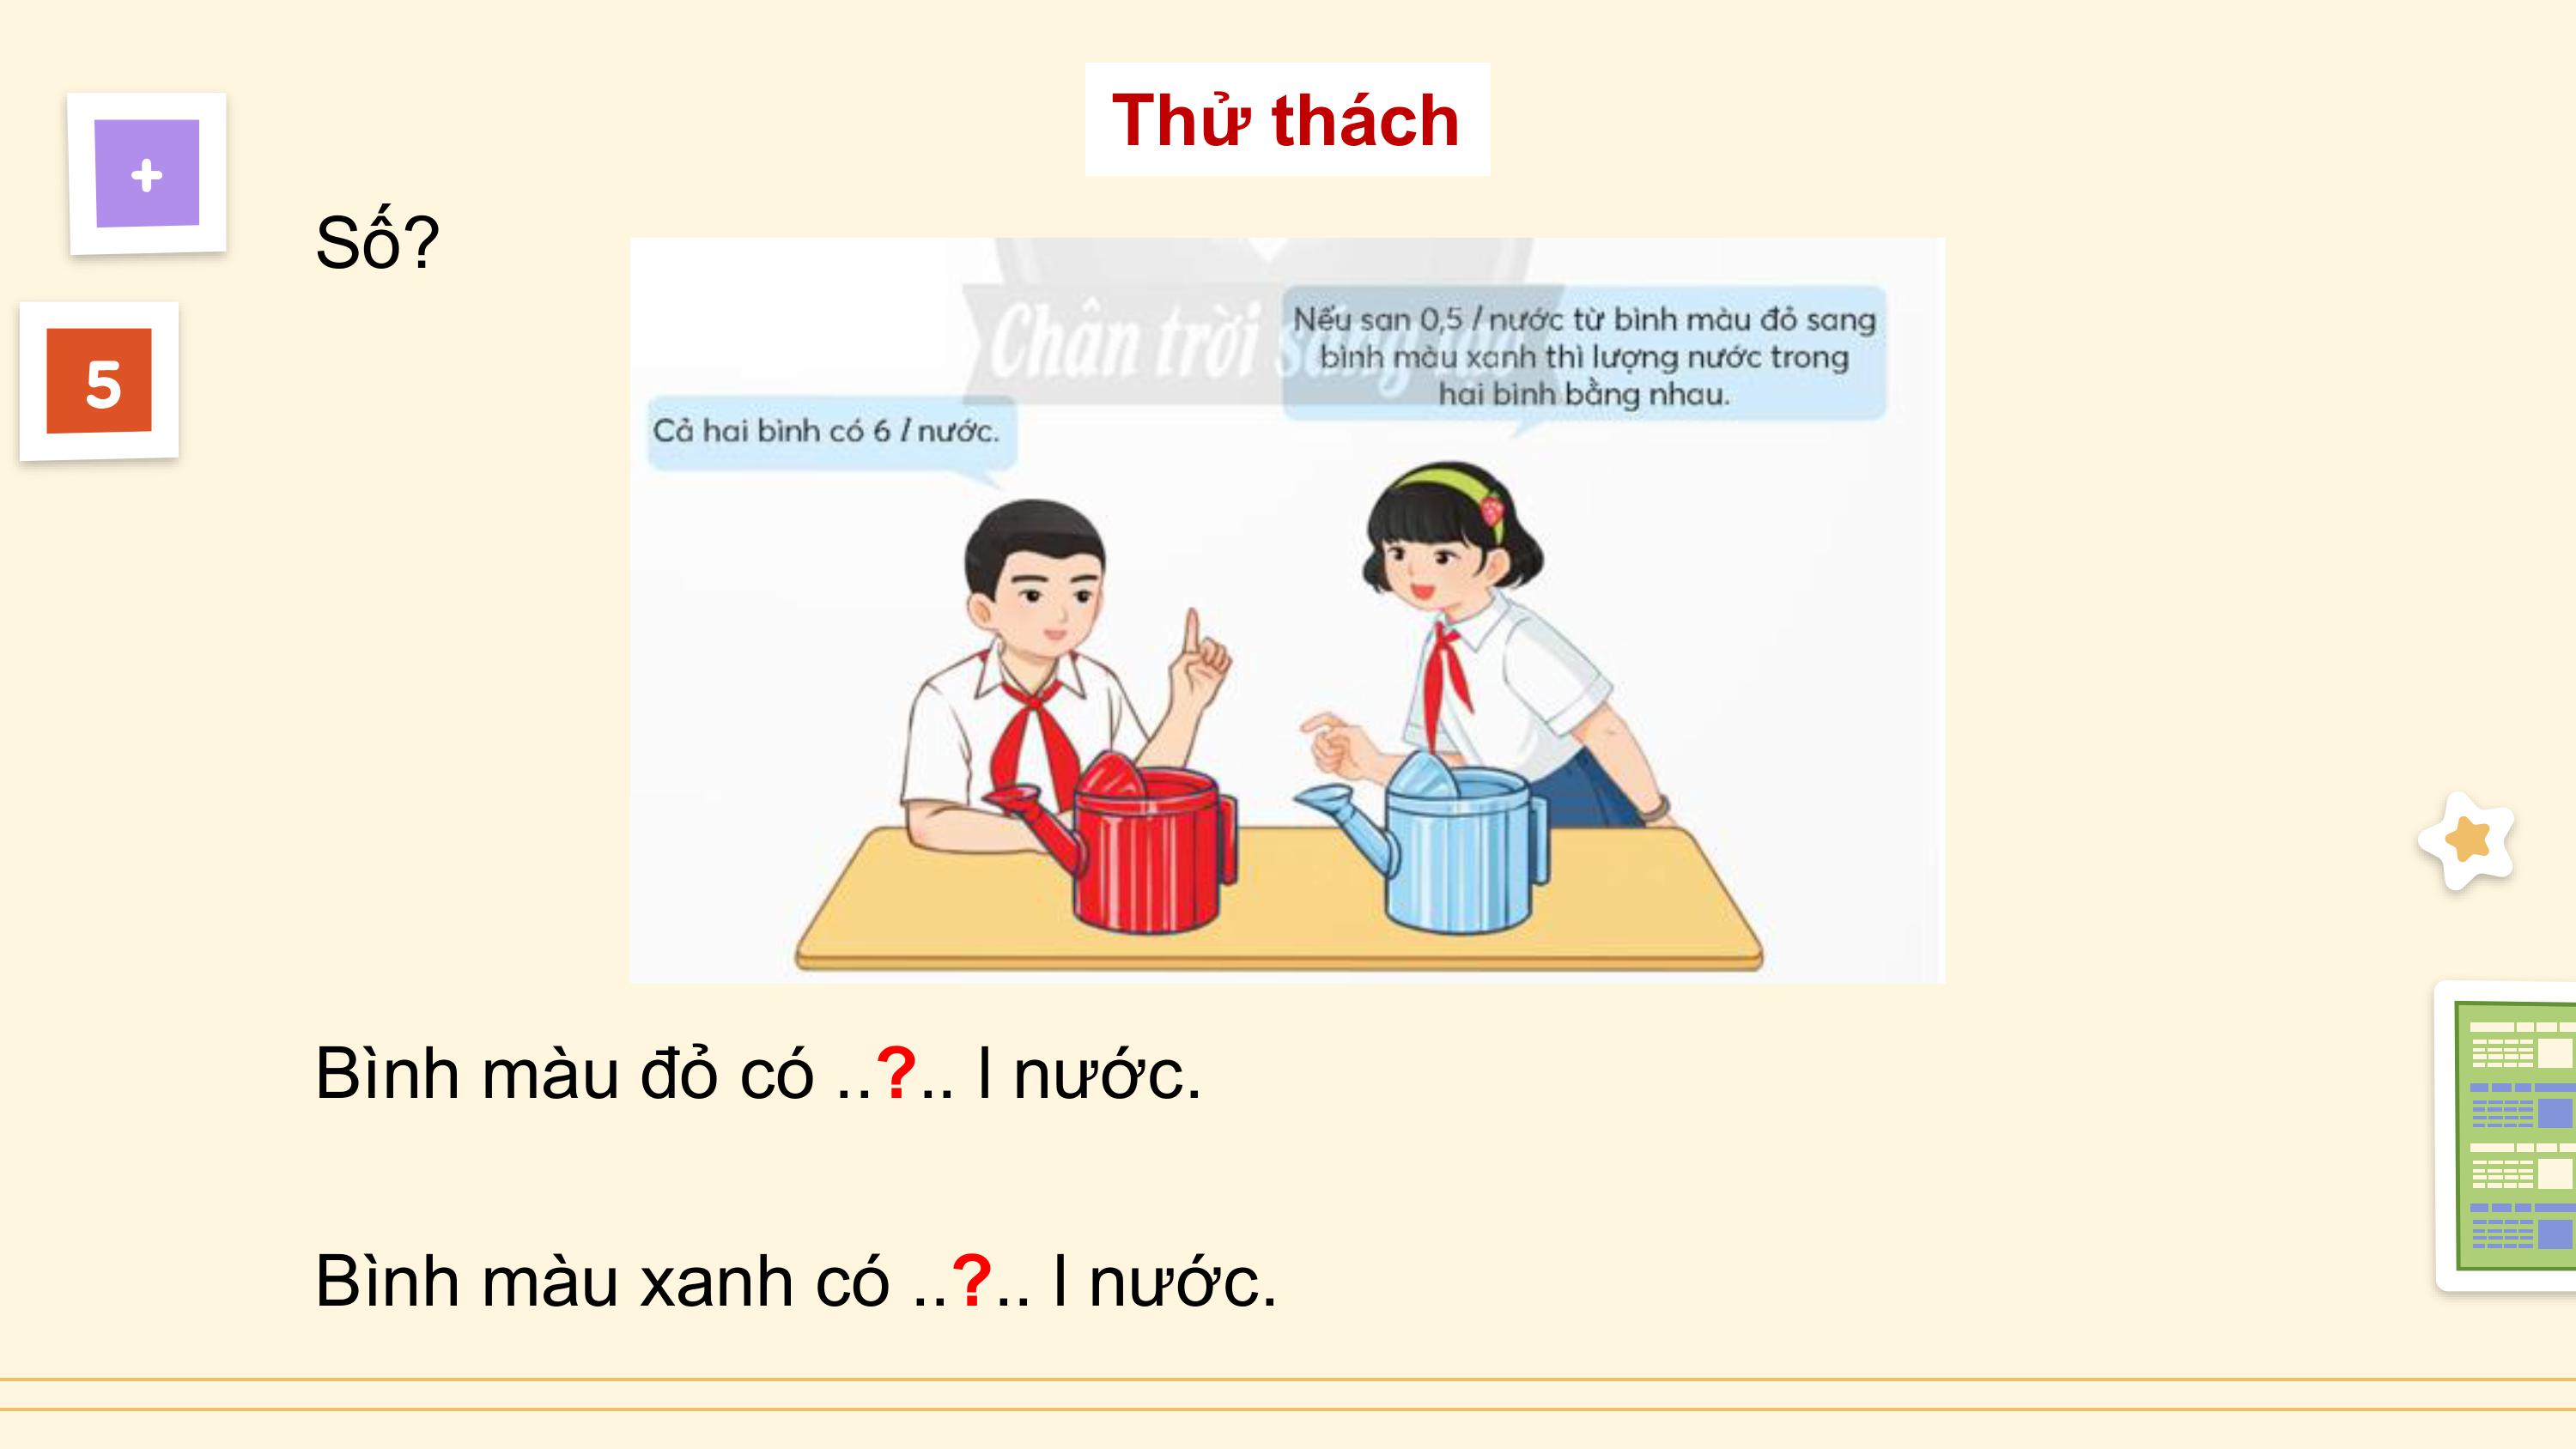 Thử thách
+
Số?
5
Chân trời sáng tạo
Nếu san 0,5 l nước từ bình màu đỏ sang
bình màu xanh thì lượng nước trong
hai bình bằng nhau.
Cả hai bình có 6 l nước.
Bình màu đỏ có ..?.. l nước.
Bình màu xanh có ..?.. l nước.